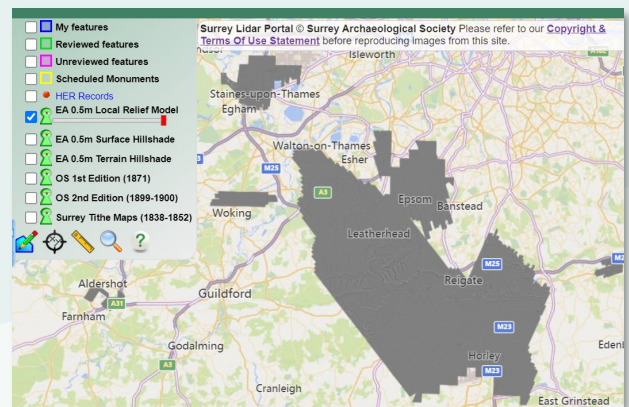 My features
Reviewed features
Unreviewed features
Scheduled Monuments
HER Records
EA 0.5m Local Relief Model
EA 0.5m Surface Hillshade
EA 0.5m Terrain Hillshade
OS 1st Edition (1871)
OS 2nd Edition (1899-1900)
Surrey Tithe Maps (1838-1852)
?
Surrey Lidar Portal © Surrey Archaeological Society Please refer to our Copyright &
Terms Of Use Statement before reproducing images from this site.
Isleworth
Staines-upon-Thames
Egham
Walton-on-Thames
Esher
M25
A3
Epsom
Banstead
Woking
Leatherhead
M25
Reigate
Aldershot
A31
Guildford
Farnham
M23
Godalming
Horley
A3
M23
Cranleigh
East Grinstead